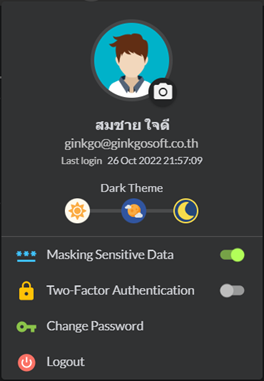 สมชาย ใจดี
ginkgo@ginkgosoft.co.th
Last login 26 Oct 2022 21:57:09
Dark Theme
*** Masking Sensitive Data
Two-Factor Authentication
Change Password
Logout